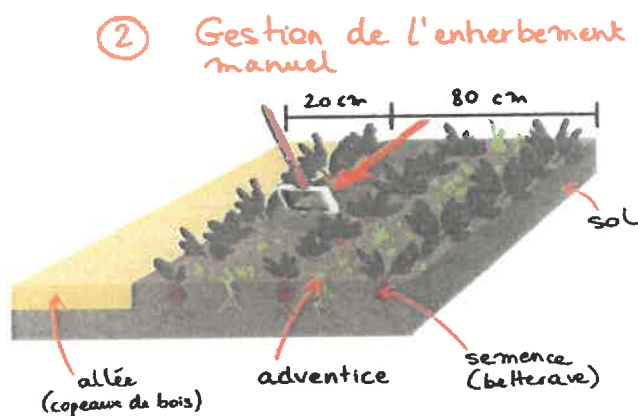 ② Gestion de l'enherbement
manuel
20 cm 80 cm
sol
allée
(copeaux de bois)
adventice
semence
(betterave)